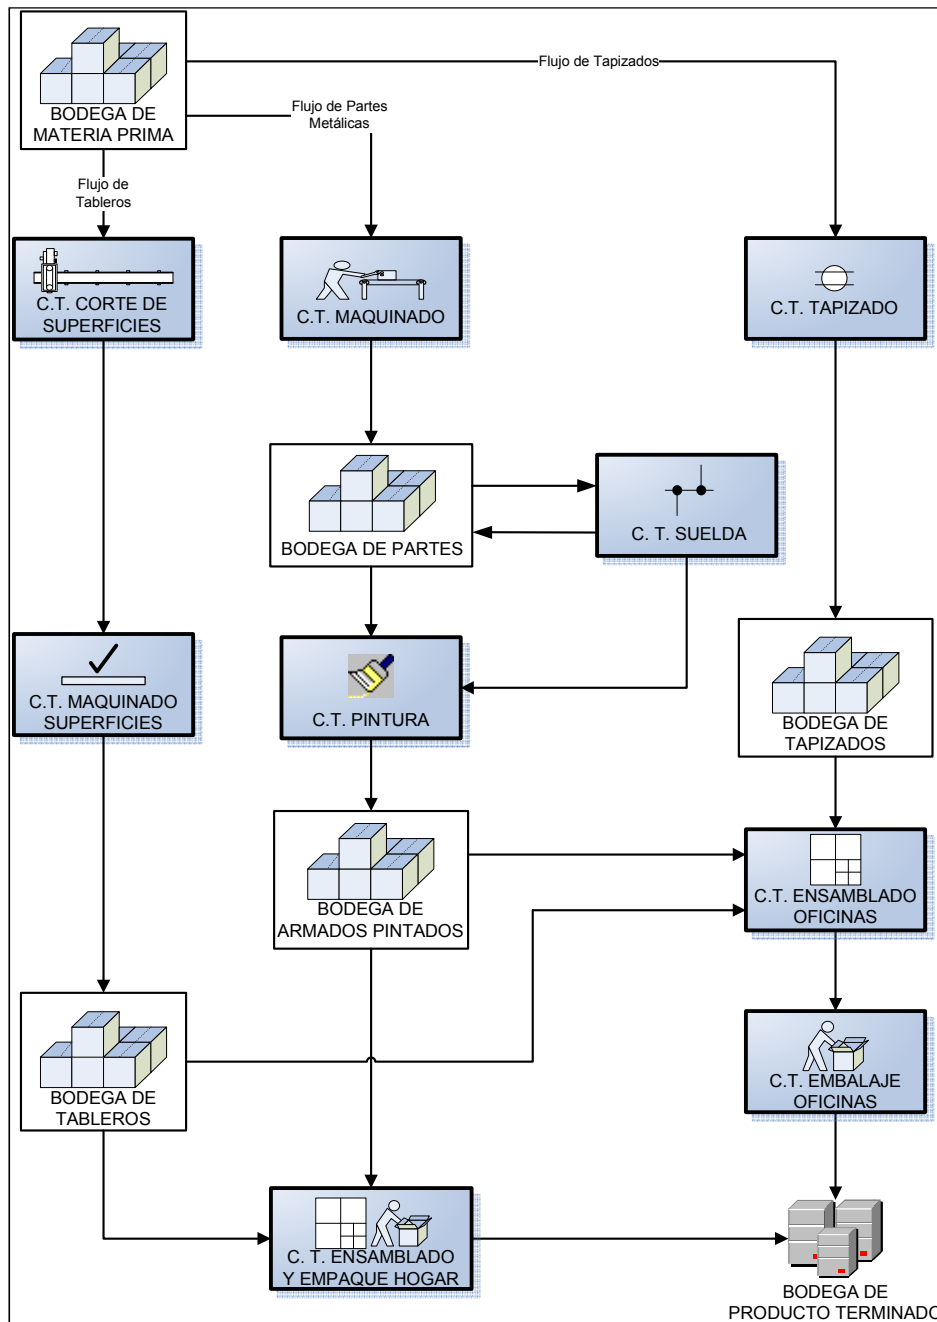 BODEGA DE
MATERIA PRIMA
Flujo de Tapizados
Flujo de Partes
Metálicas
Flujo de
Tableros
C.T. CORTE DE
SUPERFICIES
C.T. MAQUINADO
C.T. TAPIZADO
BODEGA DE PARTES
C. T. SUELDA
C.T. MAQUINADO
SUPERFICIES
C.T. PINTURA
BODEGA DE
TAPIZADOS
BODEGA DE
ARMADOS PINTADOS
C.T. ENSAMBLADO
OFICINAS
BODEGA DE
TABLEROS
C.T. EMBALAJE
OFICINAS
C. T. ENSAMBLADO
Y EMPAQUE HOGAR
BODEGA DE
PRODUCTO TERMINADO